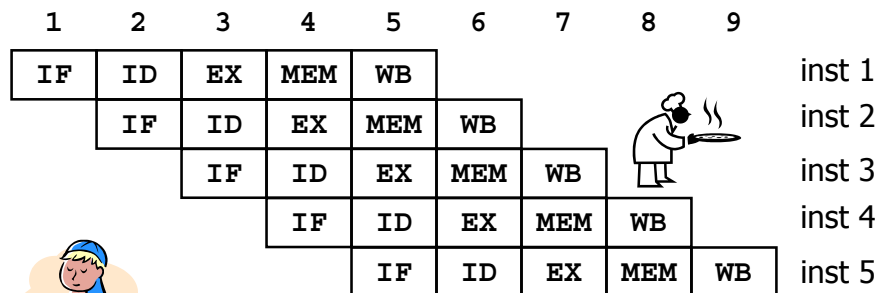 1 2 3 4 5 6 7 8 9
IF ID EX MEM WB inst 1
IF ID EX MEM WB inst 2
IF ID EX MEM WB inst 3
IF ID EX MEM WB inst 4
IF ID EX MEM WB inst 5